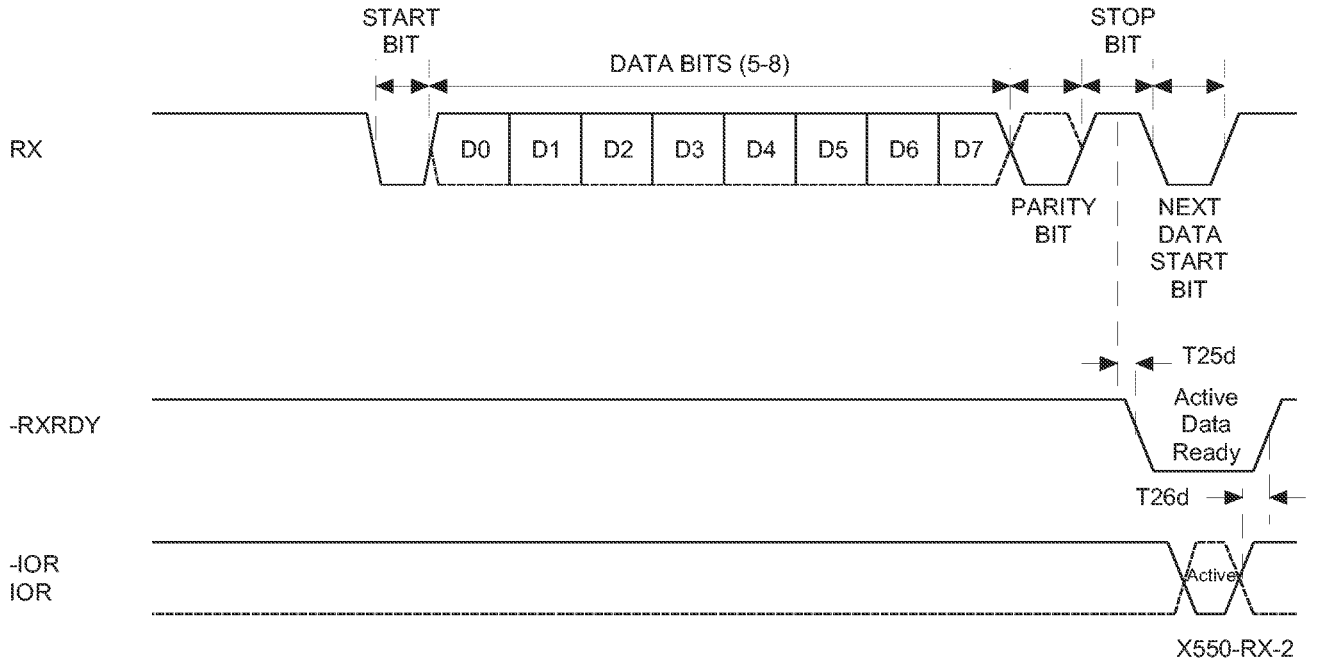 START
BIT
DATA BITS (5-8)
STOP
BIT
RX
D0 D1 D2 D3 D4 D5 D6 D7
PARITY
BIT
NEXT
DATA
START
BIT
T25d
-RXRDY
Active
Data
Ready
T26d
-IOR
IOR
Active
X550-RX-2